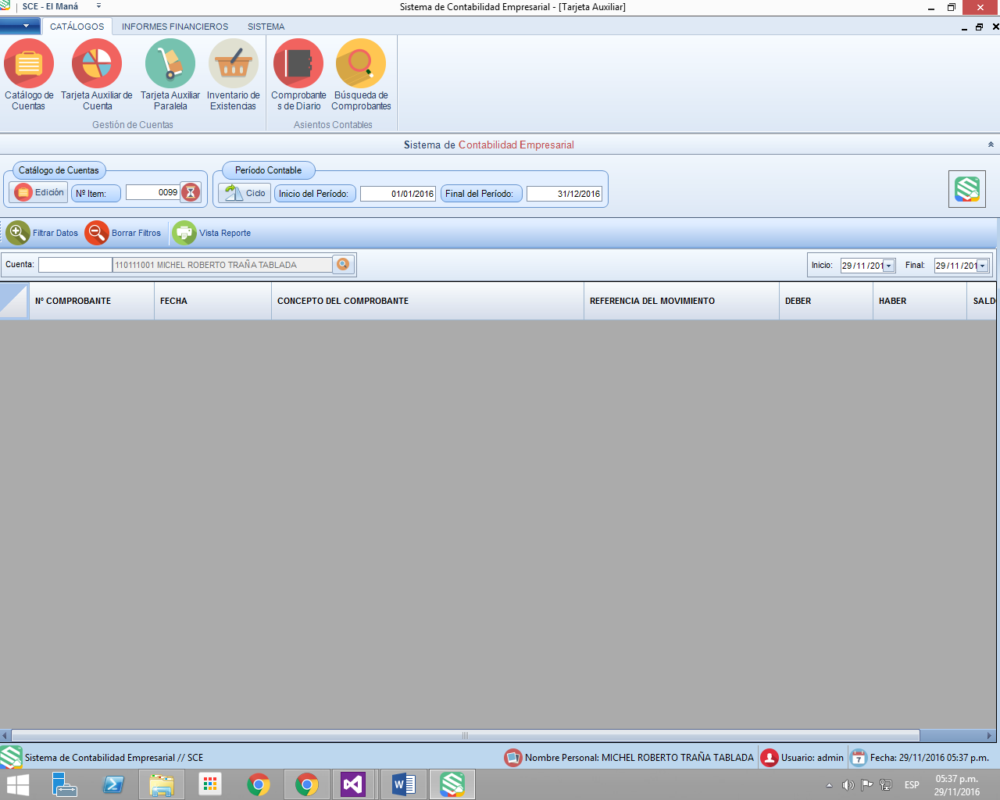 SCE - El Maná
Sistema de Contabilidad Empresarial - [Tarjeta Auxiliar]
CATÁLOGOS INFORMES FINANCIEROS SISTEMA
Catálogo de Cuentas
Tarjeta Auxiliar de Cuenta
Tarjeta Auxiliar Paralela
Inventario de Existencias
Comprobantes de Diario
Búsqueda de Comprobantes
Gestión de Cuentas
Asientos Contables
Sistema de Contabilidad Empresarial
Catálogo de Cuentas
Edición Nº Item: 0099
Período Contable
Ciclo Inicio del Período: 01/01/2016 Final del Período: 31/12/2016
Filtrar Datos Borrar Filtros Vista Reporte
Cuenta: 110111001 MICHEL ROBERTO TRAÑA TABLADA
Inicio: 29/11/201 Final: 29/11/201
Nº COMPROBANTE FECHA CONCEPTO DEL COMPROBANTE REFERENCIA DEL MOVIMIENTO DEBER HABER SALD
Sistema de Contabilidad Empresarial // SCE
Nombre Personal: MICHEL ROBERTO TRAÑA TABLADA
Usuario: admin
7
Fecha: 29/11/2016 05:37 p.m.
ESP
05:37 p.m.
29/11/2016